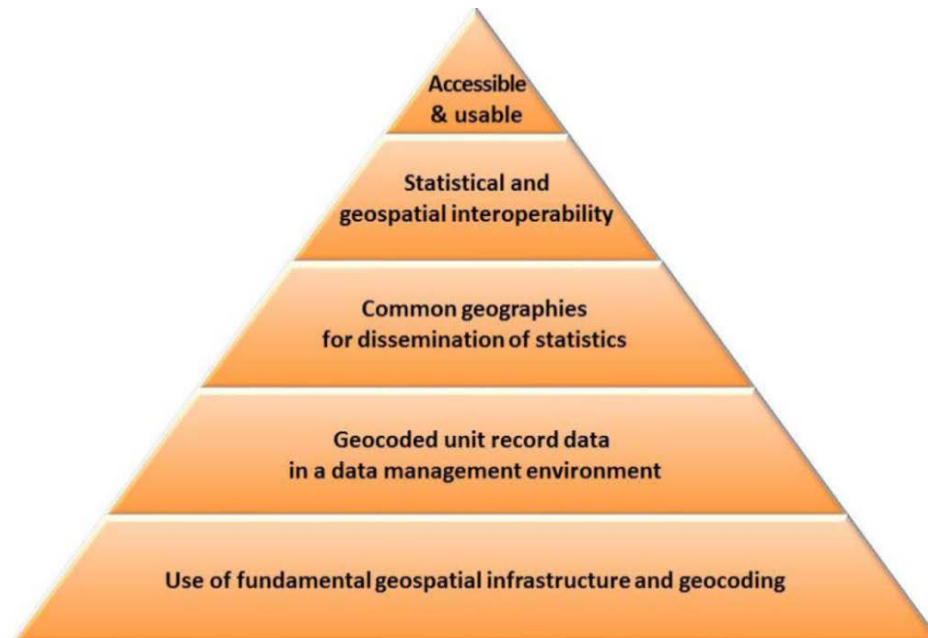 Accessible
& usable
Statistical and
geospatial interoperability
Common geographies
for dissemination of statistics
Geocoded unit record data
in a data management environment
Use of fundamental geospatial infrastructure and geocoding